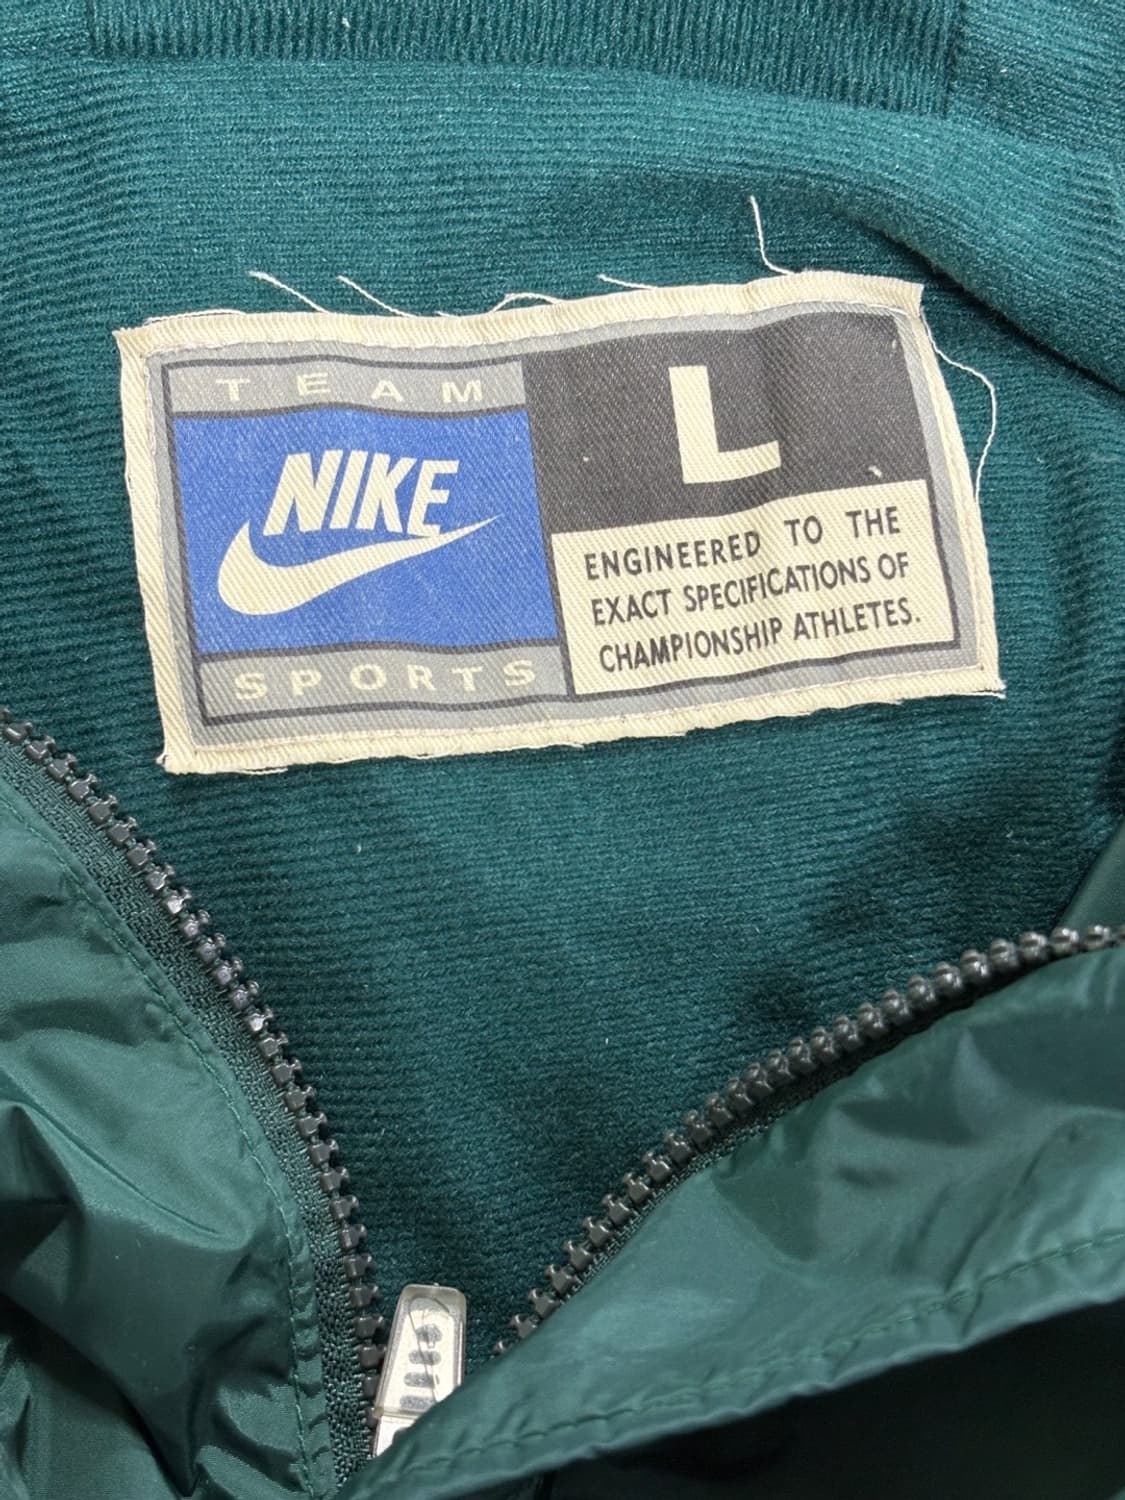 TEAM
NIKE
SPORTS
L
ENGINEERED TO THE
EXACT SPECIFICATIONS OF
CHAMPIONSHIP ATHLETES.